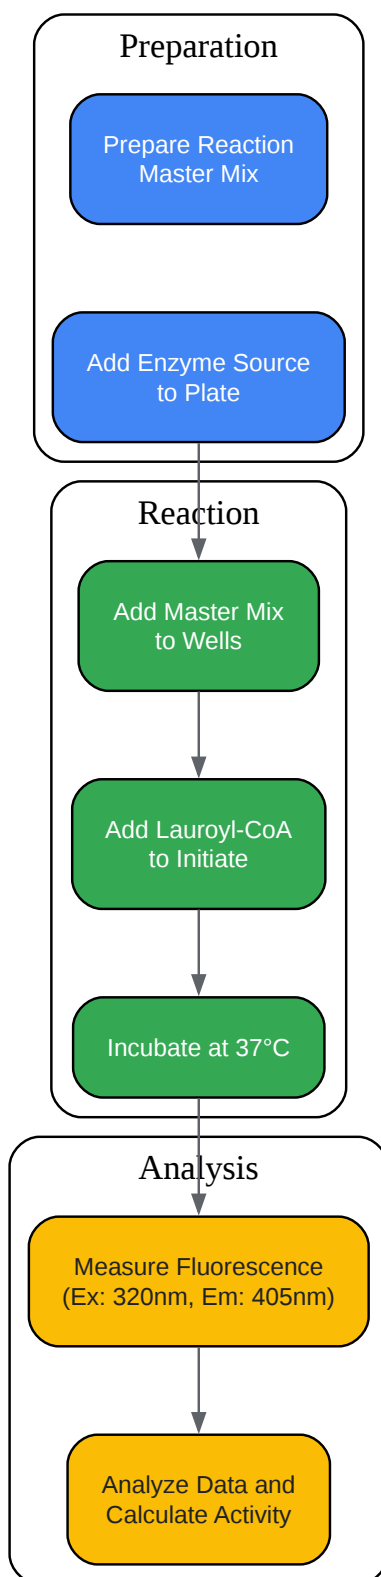 Preparation
Prepare Reaction
Master Mix
Add Enzyme Source
to Plate
Reaction
Add Master Mix
to Wells
Add Lauroyl-CoA
to Initiate
Incubate at 37°C
Analysis
Measure Fluorescence
(Ex: 320nm, Em: 405nm)
Analyze Data and
Calculate Activity